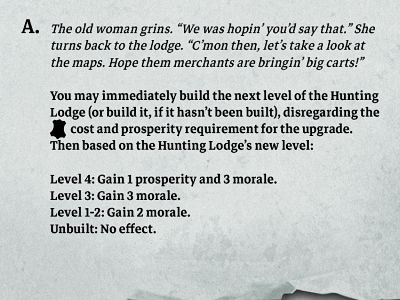 A. The old woman grins. “We was hopin’ you’d say that.” She
turns back to the lodge. “C’mon then, let’s take a look at
the maps. Hope them merchants are bringin’ big carts!”
You may immediately build the next level of the Hunting
Lodge (or build it, if it hasn’t been built), disregarding the
cost and prosperity requirement for the upgrade.
Then based on the Hunting Lodge’s new level:
Level 4: Gain 1 prosperity and 3 morale.
Level 3: Gain 3 morale.
Level 1-2: Gain 2 morale.
Unbuilt: No effect.